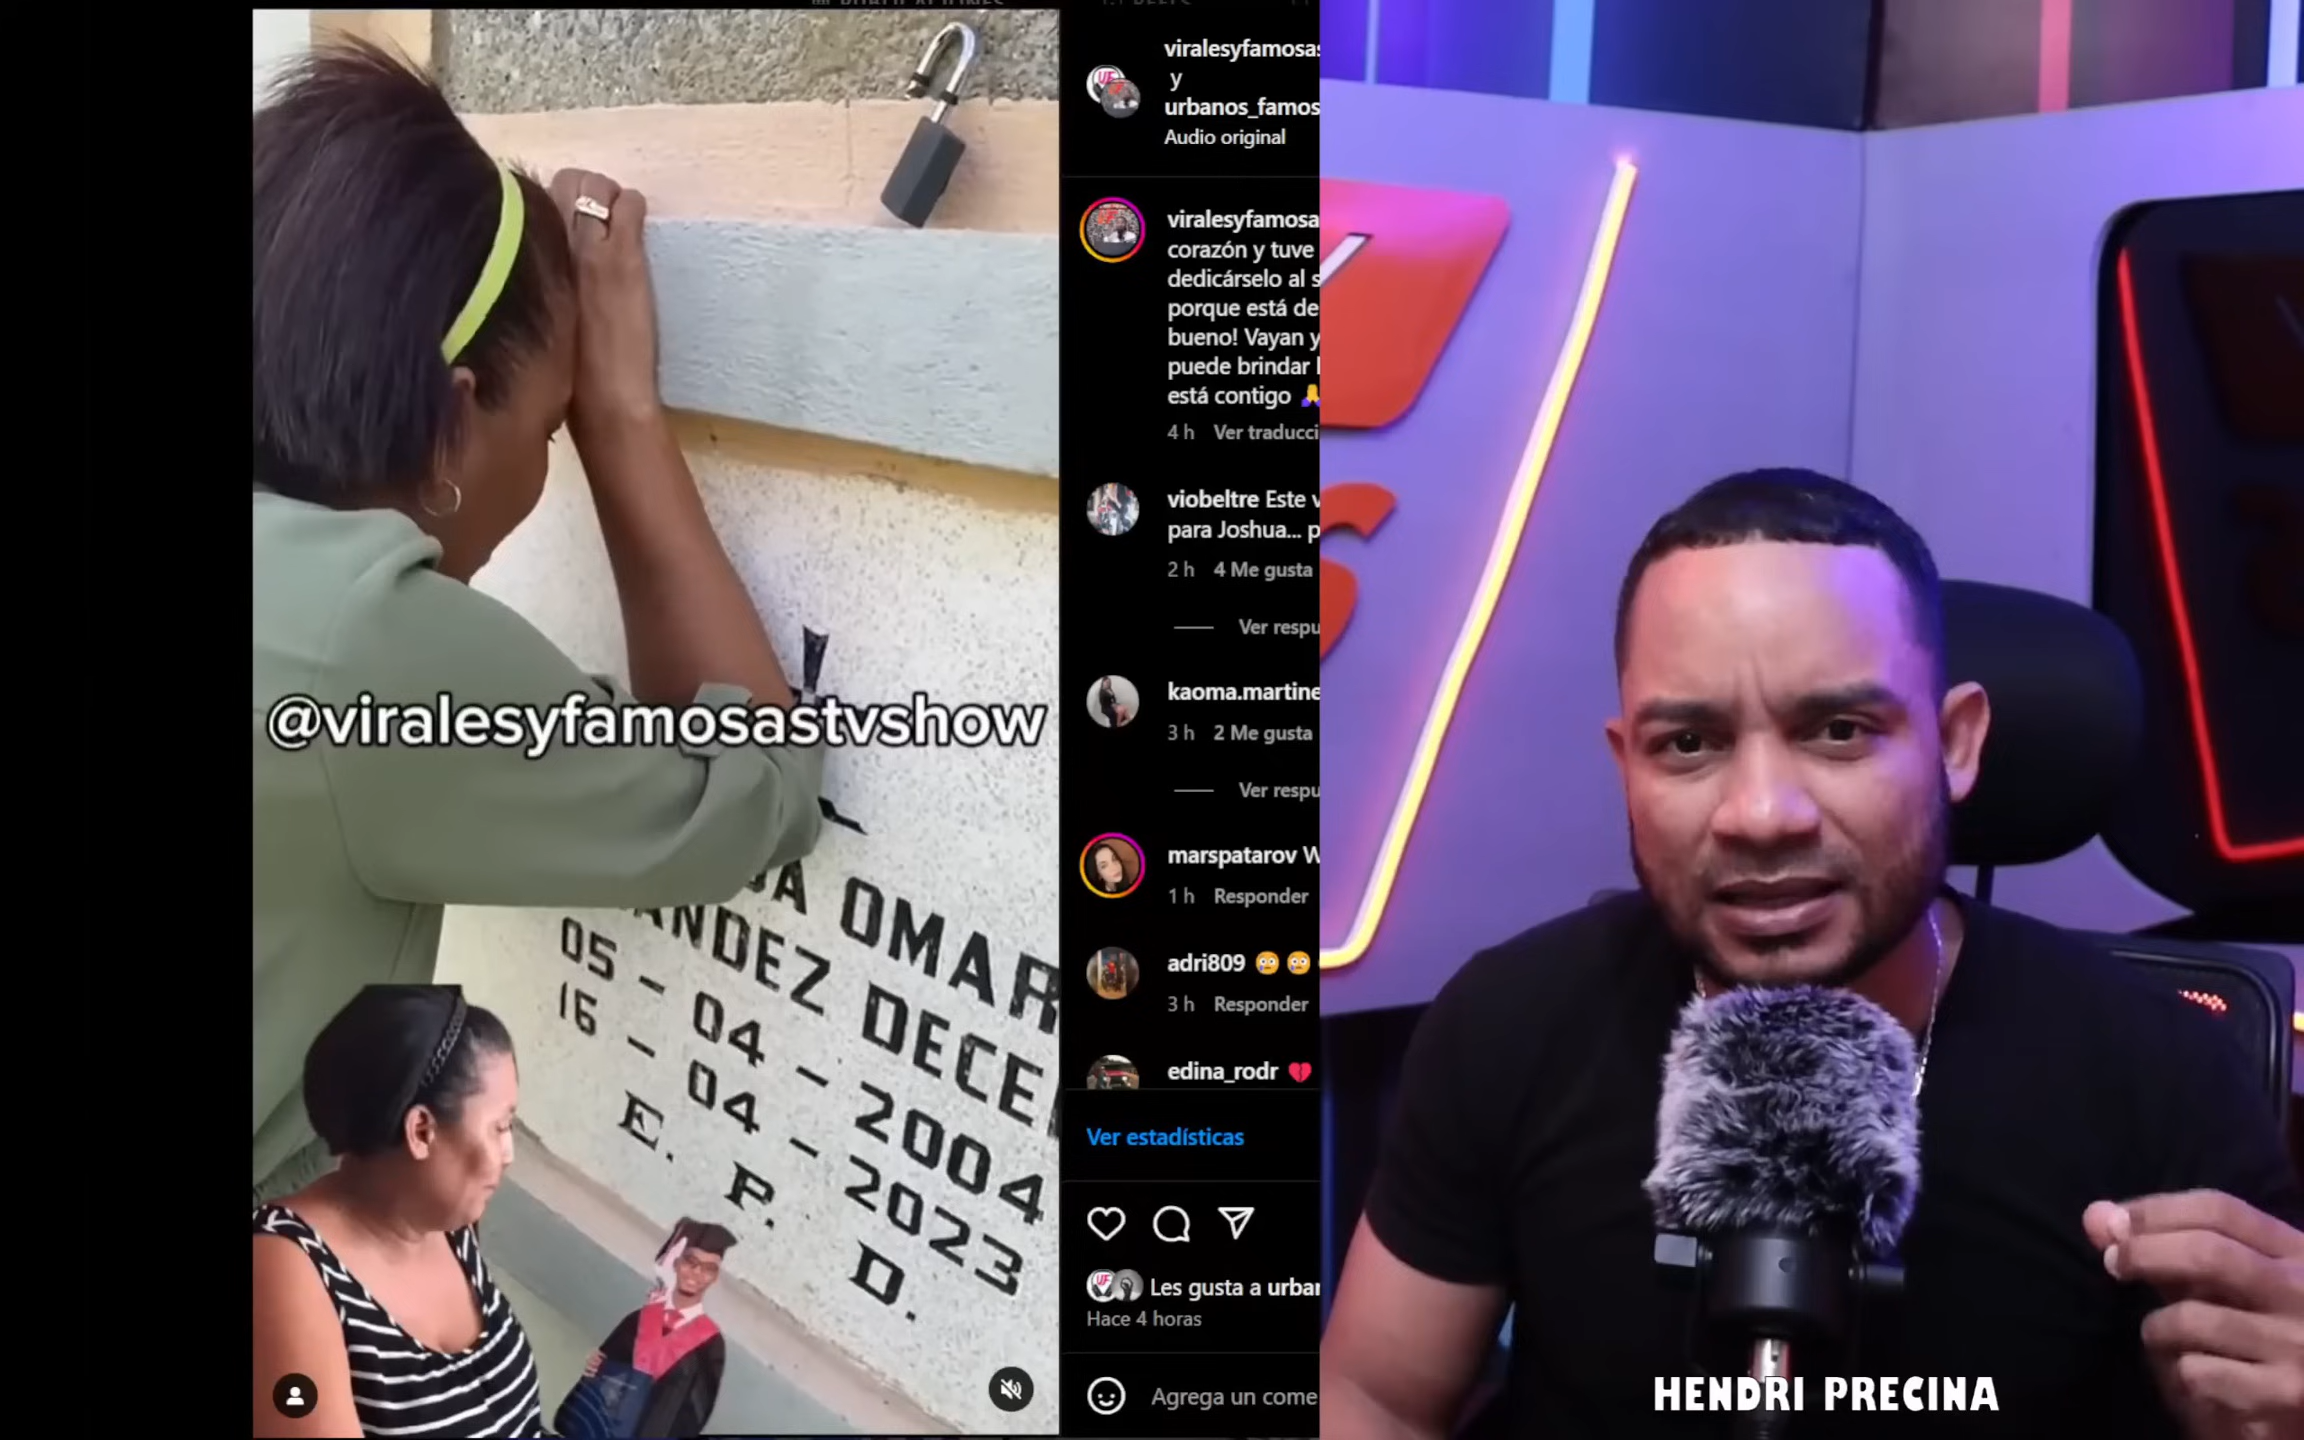 @viralesyfamosastvshow
OMAR
DECE
05 - 04 - 2004
16 - 04 - 2023
E. P. D.
viralesyfamosas
y
urbanos_famos
Audio original
viralesyfamosa
corazón y tuve
dedicárselo al s
porque está de
bueno! Vayan y
puede brindar
está contigo 🙏
4 h Ver traducci
viobeltre Este v
para Joshua... p
2 h 4 Me gusta
Ver respu
kaoma.martine
3 h 2 Me gusta
Ver respu
marspatarov W
1 h Responder
adri809 😢😢
3 h Responder
edina_rodr 💔
Ver estadísticas
Les gusta a urban
Hace 4 horas
Agrega un come
HENDRI PRECINA